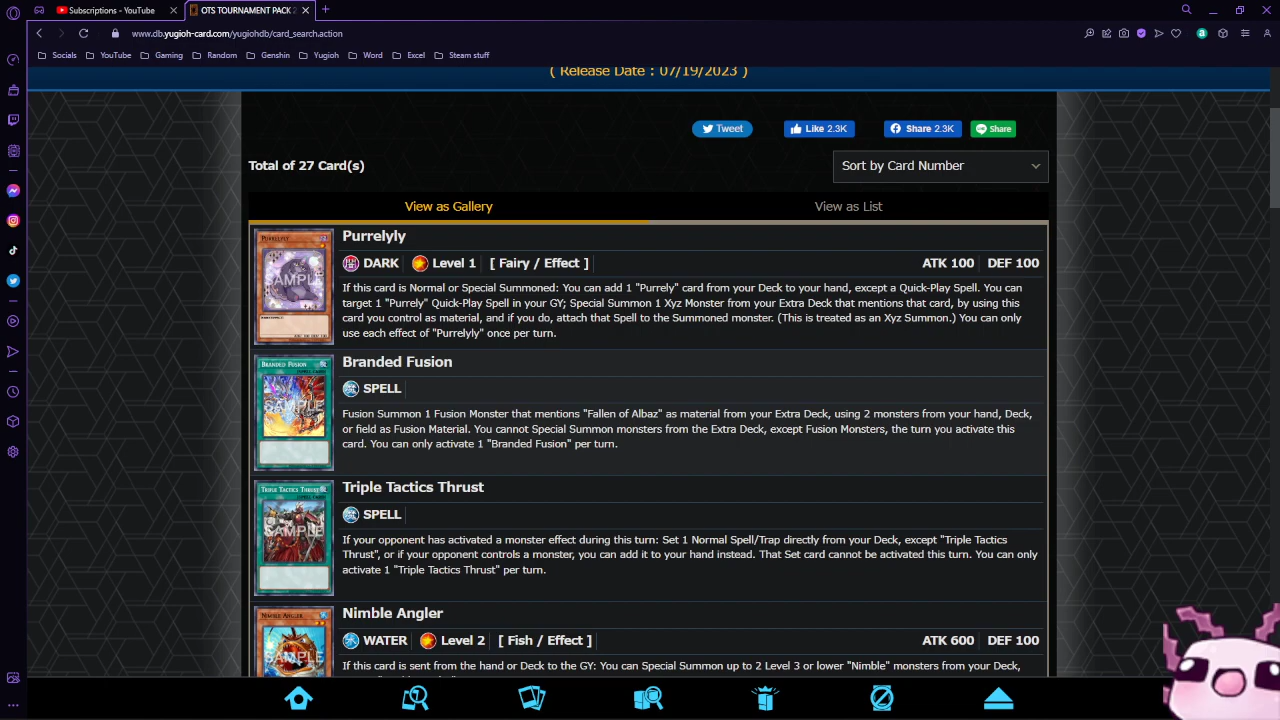 Subscriptions - YouTube
OTS TOURNAMENT PACK 2
www.db.yugioh-card.com/yugiohdb/card_search.action
Socials YouTube Gaming Random Genshin Yugioh Word Excel Steam stuff
( Release Date : 07/19/2023 )
Tweet Like 2.3K Share 2.3K Share
Total of 27 Card(s)
Sort by Card Number
View as Gallery View as List
Purrelyly
DARK Level 1 [ Fairy / Effect ] ATK 100 DEF 100
If this card is Normal or Special Summoned: You can add 1 "Purrely" card from your Deck to your hand, except a Quick-Play Spell. You can
target 1 "Purrely" Quick-Play Spell in your GY; Special Summon 1 Xyz Monster from your Extra Deck that mentions that card, by using this
card you control as material, and if you do, attach that Spell to the Summoned monster. (This is treated as an Xyz Summon.) You can only
use each effect of "Purrelyly" once per turn.
PURRELYLY
SAMPLE
Branded Fusion
SPELL
Fusion Summon 1 Fusion Monster that mentions "Fallen of Albaz" as material from your Extra Deck, using 2 monsters from your hand, Deck,
or field as Fusion Material. You cannot Special Summon monsters from the Extra Deck, except Fusion Monsters, the turn you activate this
card. You can only activate 1 "Branded Fusion" per turn.
BRANDED FUSION
SAMPLE
Triple Tactics Thrust
SPELL
If your opponent has activated a monster effect during this turn: Set 1 Normal Spell/Trap directly from your Deck, except "Triple Tactics
Thrust", or if your opponent controls a monster, you can add it to your hand instead. That Set card cannot be activated this turn. You can only
activate 1 "Triple Tactics Thrust" per turn.
TRIPLE TACTICS THRUST
SAMPLE
Nimble Angler
WATER Level 2 [ Fish / Effect ] ATK 600 DEF 100
If this card is sent from the hand or Deck to the GY: You can Special Summon up to 2 Level 3 or lower "Nimble" monsters from your Deck,
NIMBLE ANGLER
SAMPLE